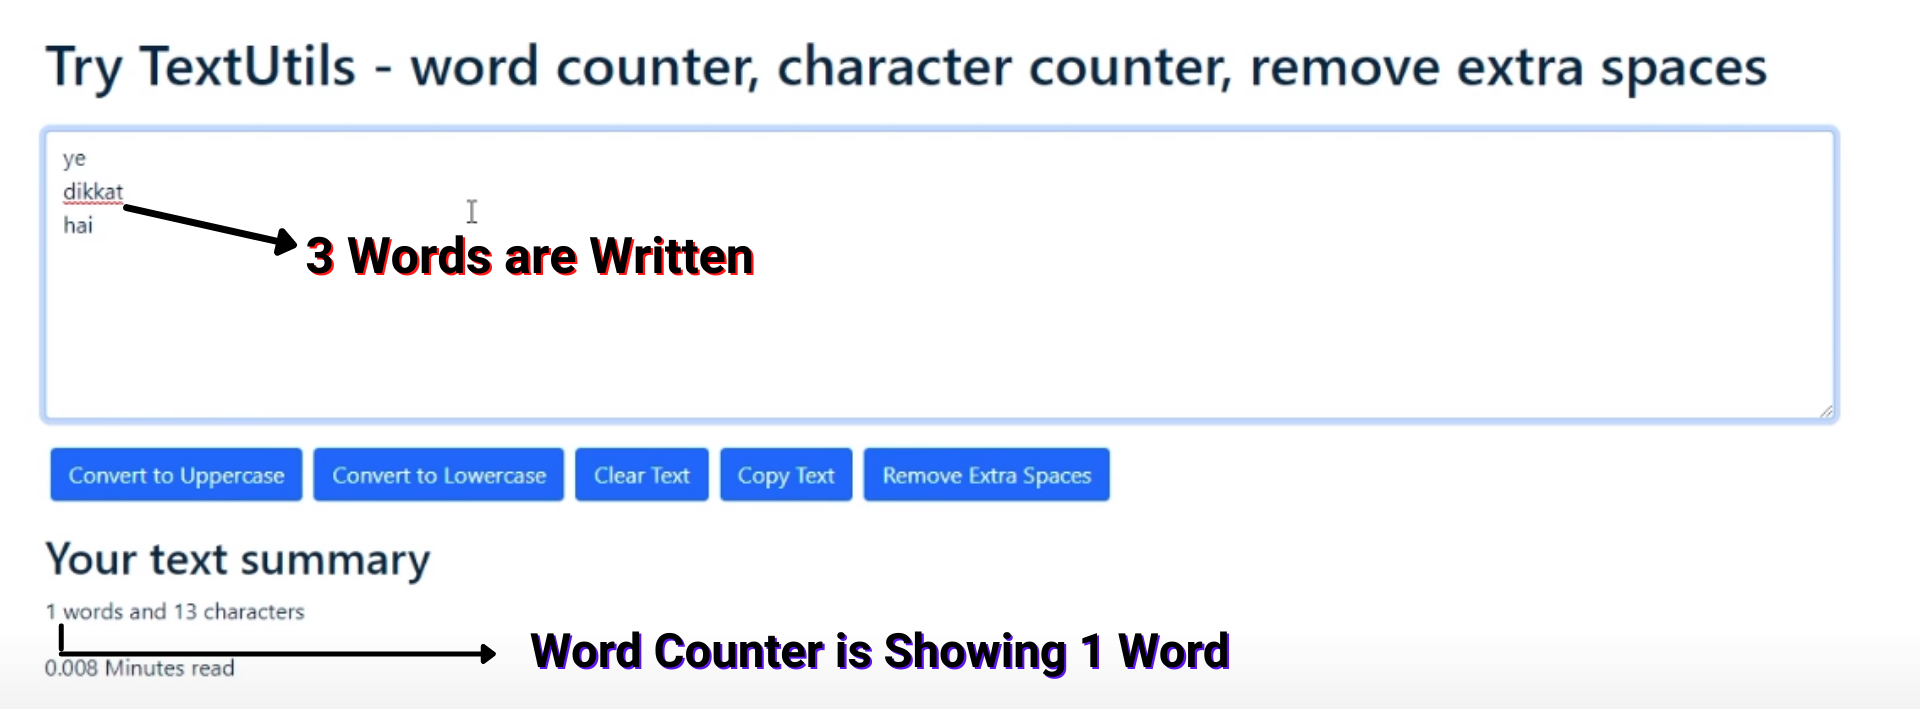 Try TextUtils - word counter, character counter, remove extra spaces
ye
dikkat
hai
3 Words are Written
Convert to Uppercase
Convert to Lowercase
Clear Text
Copy Text
Remove Extra Spaces
Your text summary
1 words and 13 characters
Word Counter is Showing 1 Word
0.008 Minutes read